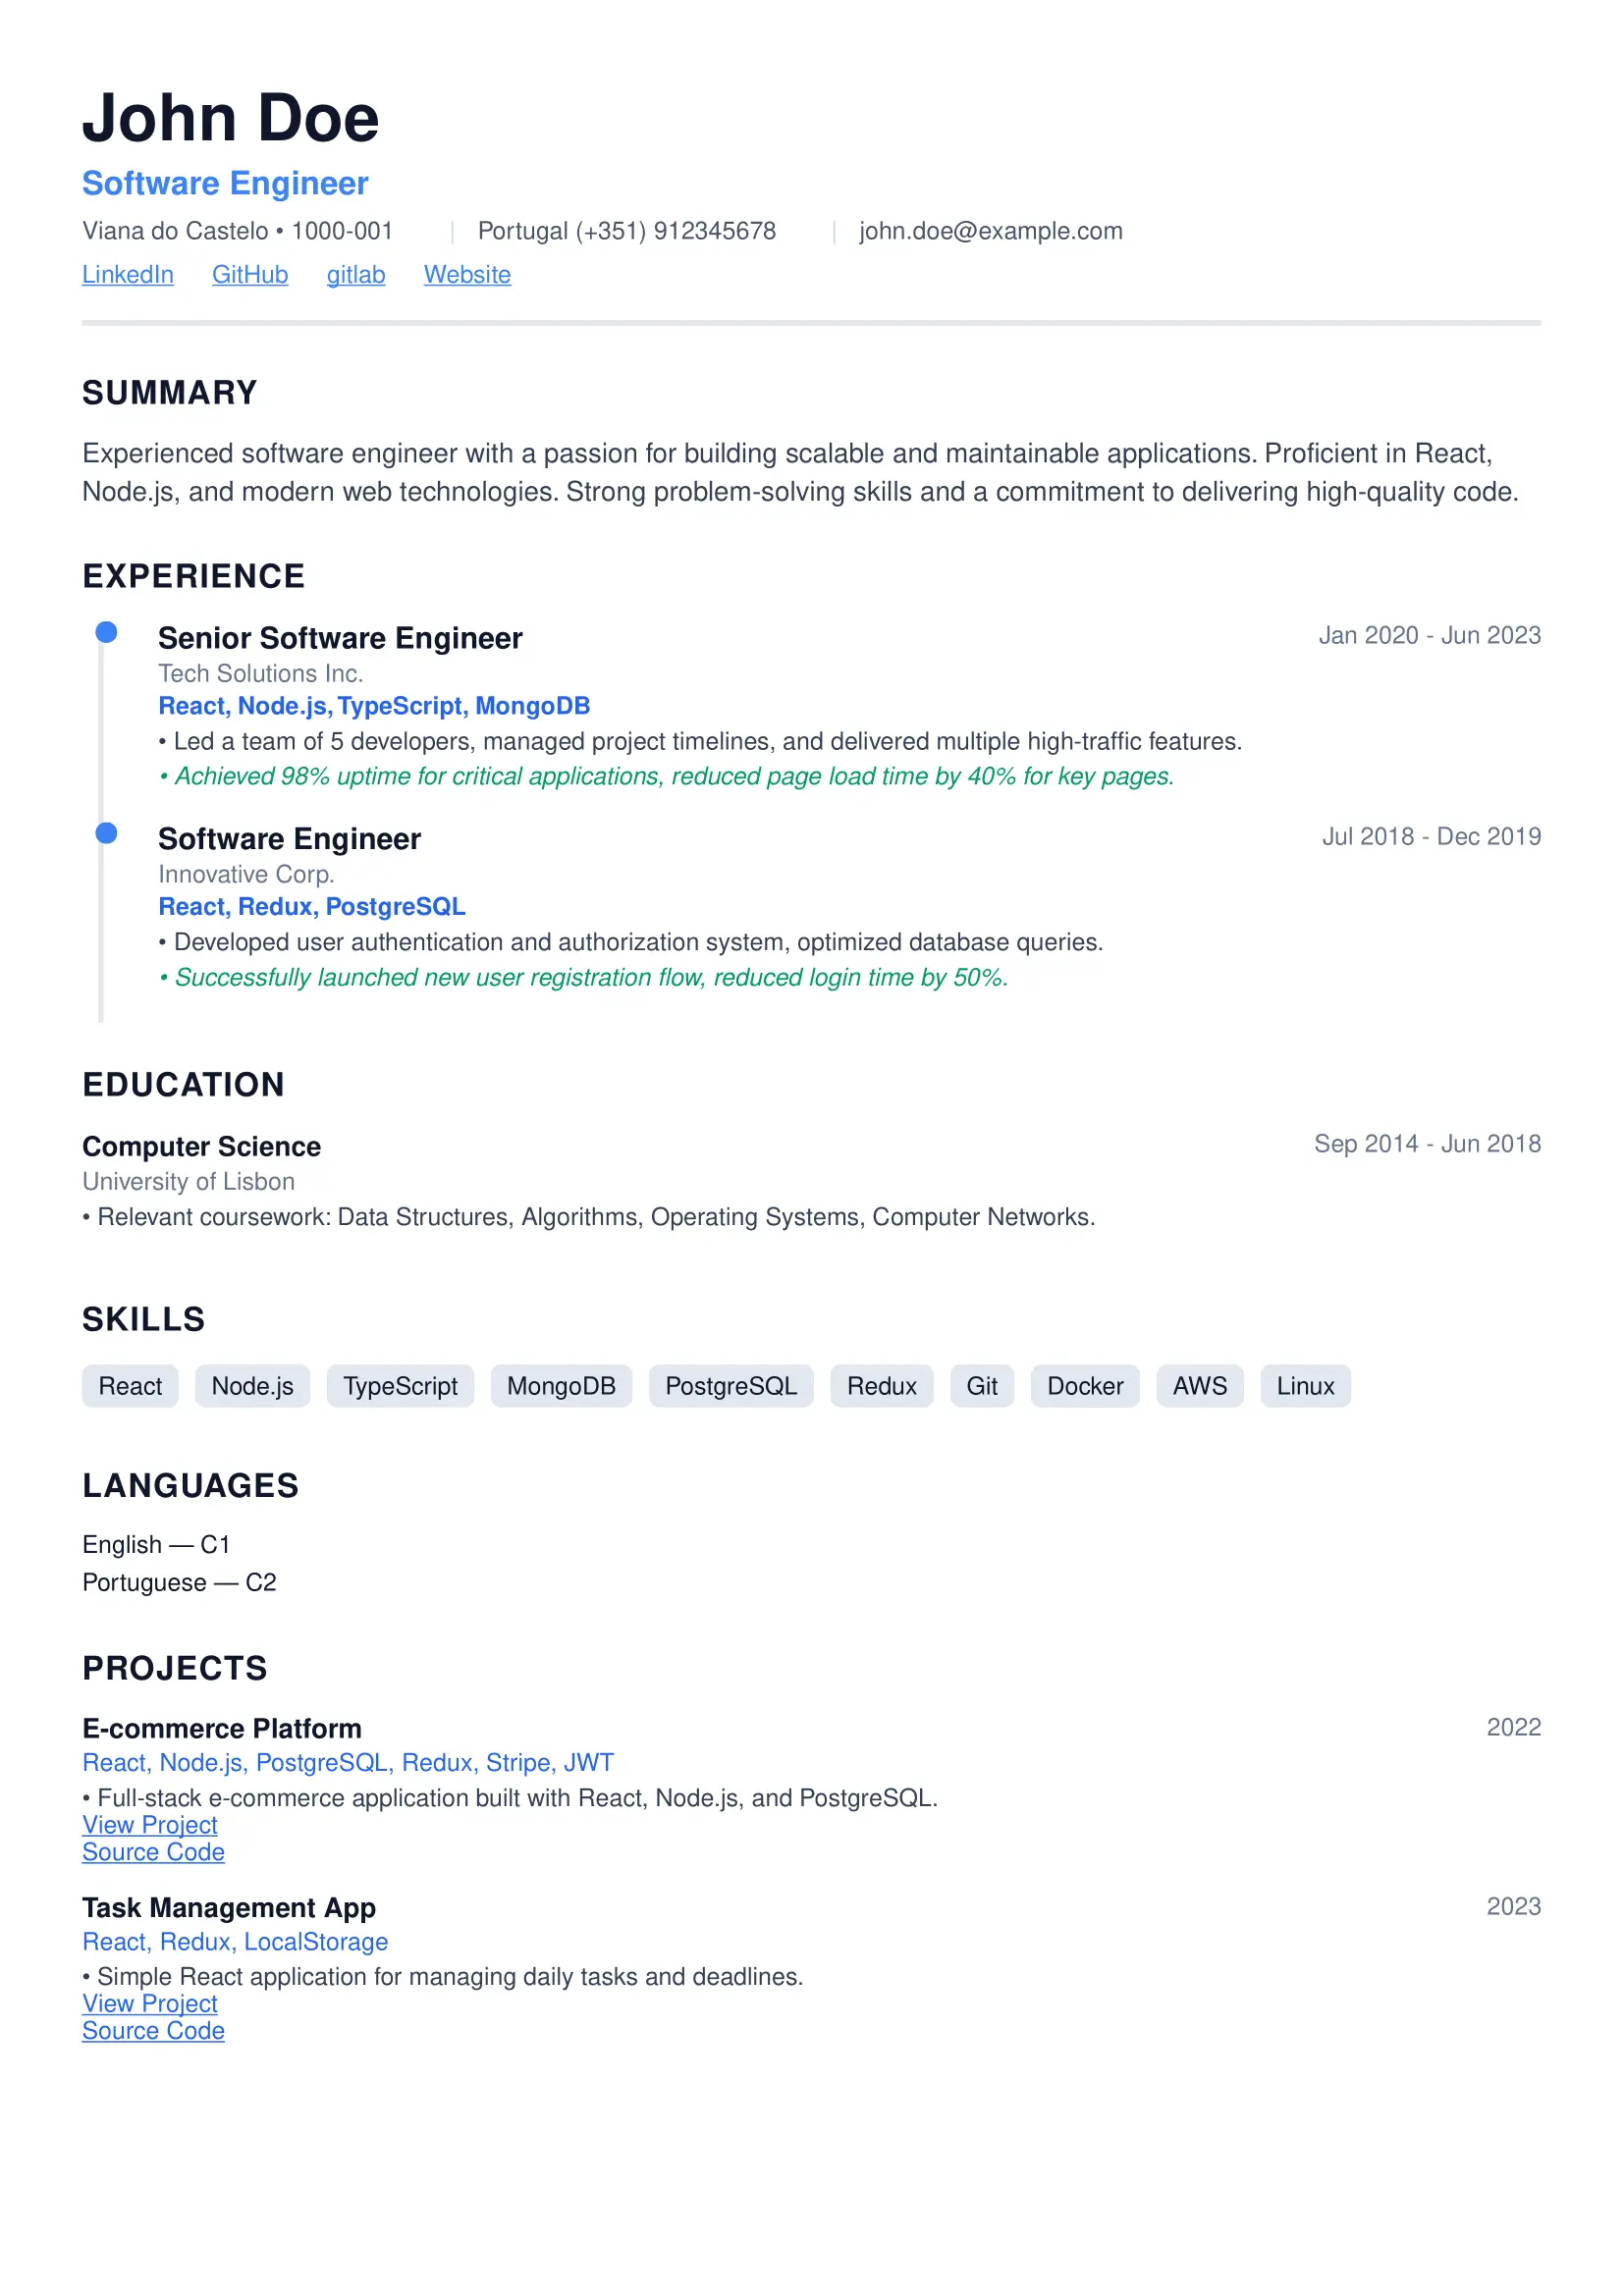 John Doe
Software Engineer
Viana do Castelo • 1000-001 | Portugal (+351) 912345678 | john.doe@example.com
LinkedIn GitHub gitlab Website
SUMMARY
Experienced software engineer with a passion for building scalable and maintainable applications. Proficient in React,
Node.js, and modern web technologies. Strong problem-solving skills and a commitment to delivering high-quality code.
EXPERIENCE
Senior Software Engineer Jan 2020 - Jun 2023
Tech Solutions Inc.
React, Node.js, TypeScript, MongoDB
• Led a team of 5 developers, managed project timelines, and delivered multiple high-traffic features.
• Achieved 98% uptime for critical applications, reduced page load time by 40% for key pages.
Software Engineer Jul 2018 - Dec 2019
Innovative Corp.
React, Redux, PostgreSQL
• Developed user authentication and authorization system, optimized database queries.
• Successfully launched new user registration flow, reduced login time by 50%.
EDUCATION
Computer Science Sep 2014 - Jun 2018
University of Lisbon
• Relevant coursework: Data Structures, Algorithms, Operating Systems, Computer Networks.
SKILLS
React Node.js TypeScript MongoDB PostgreSQL Redux Git Docker AWS Linux
LANGUAGES
English — C1
Portuguese — C2
PROJECTS
E-commerce Platform 2022
React, Node.js, PostgreSQL, Redux, Stripe, JWT
• Full-stack e-commerce application built with React, Node.js, and PostgreSQL.
View Project
Source Code
Task Management App 2023
React, Redux, LocalStorage
• Simple React application for managing daily tasks and deadlines.
View Project
Source Code